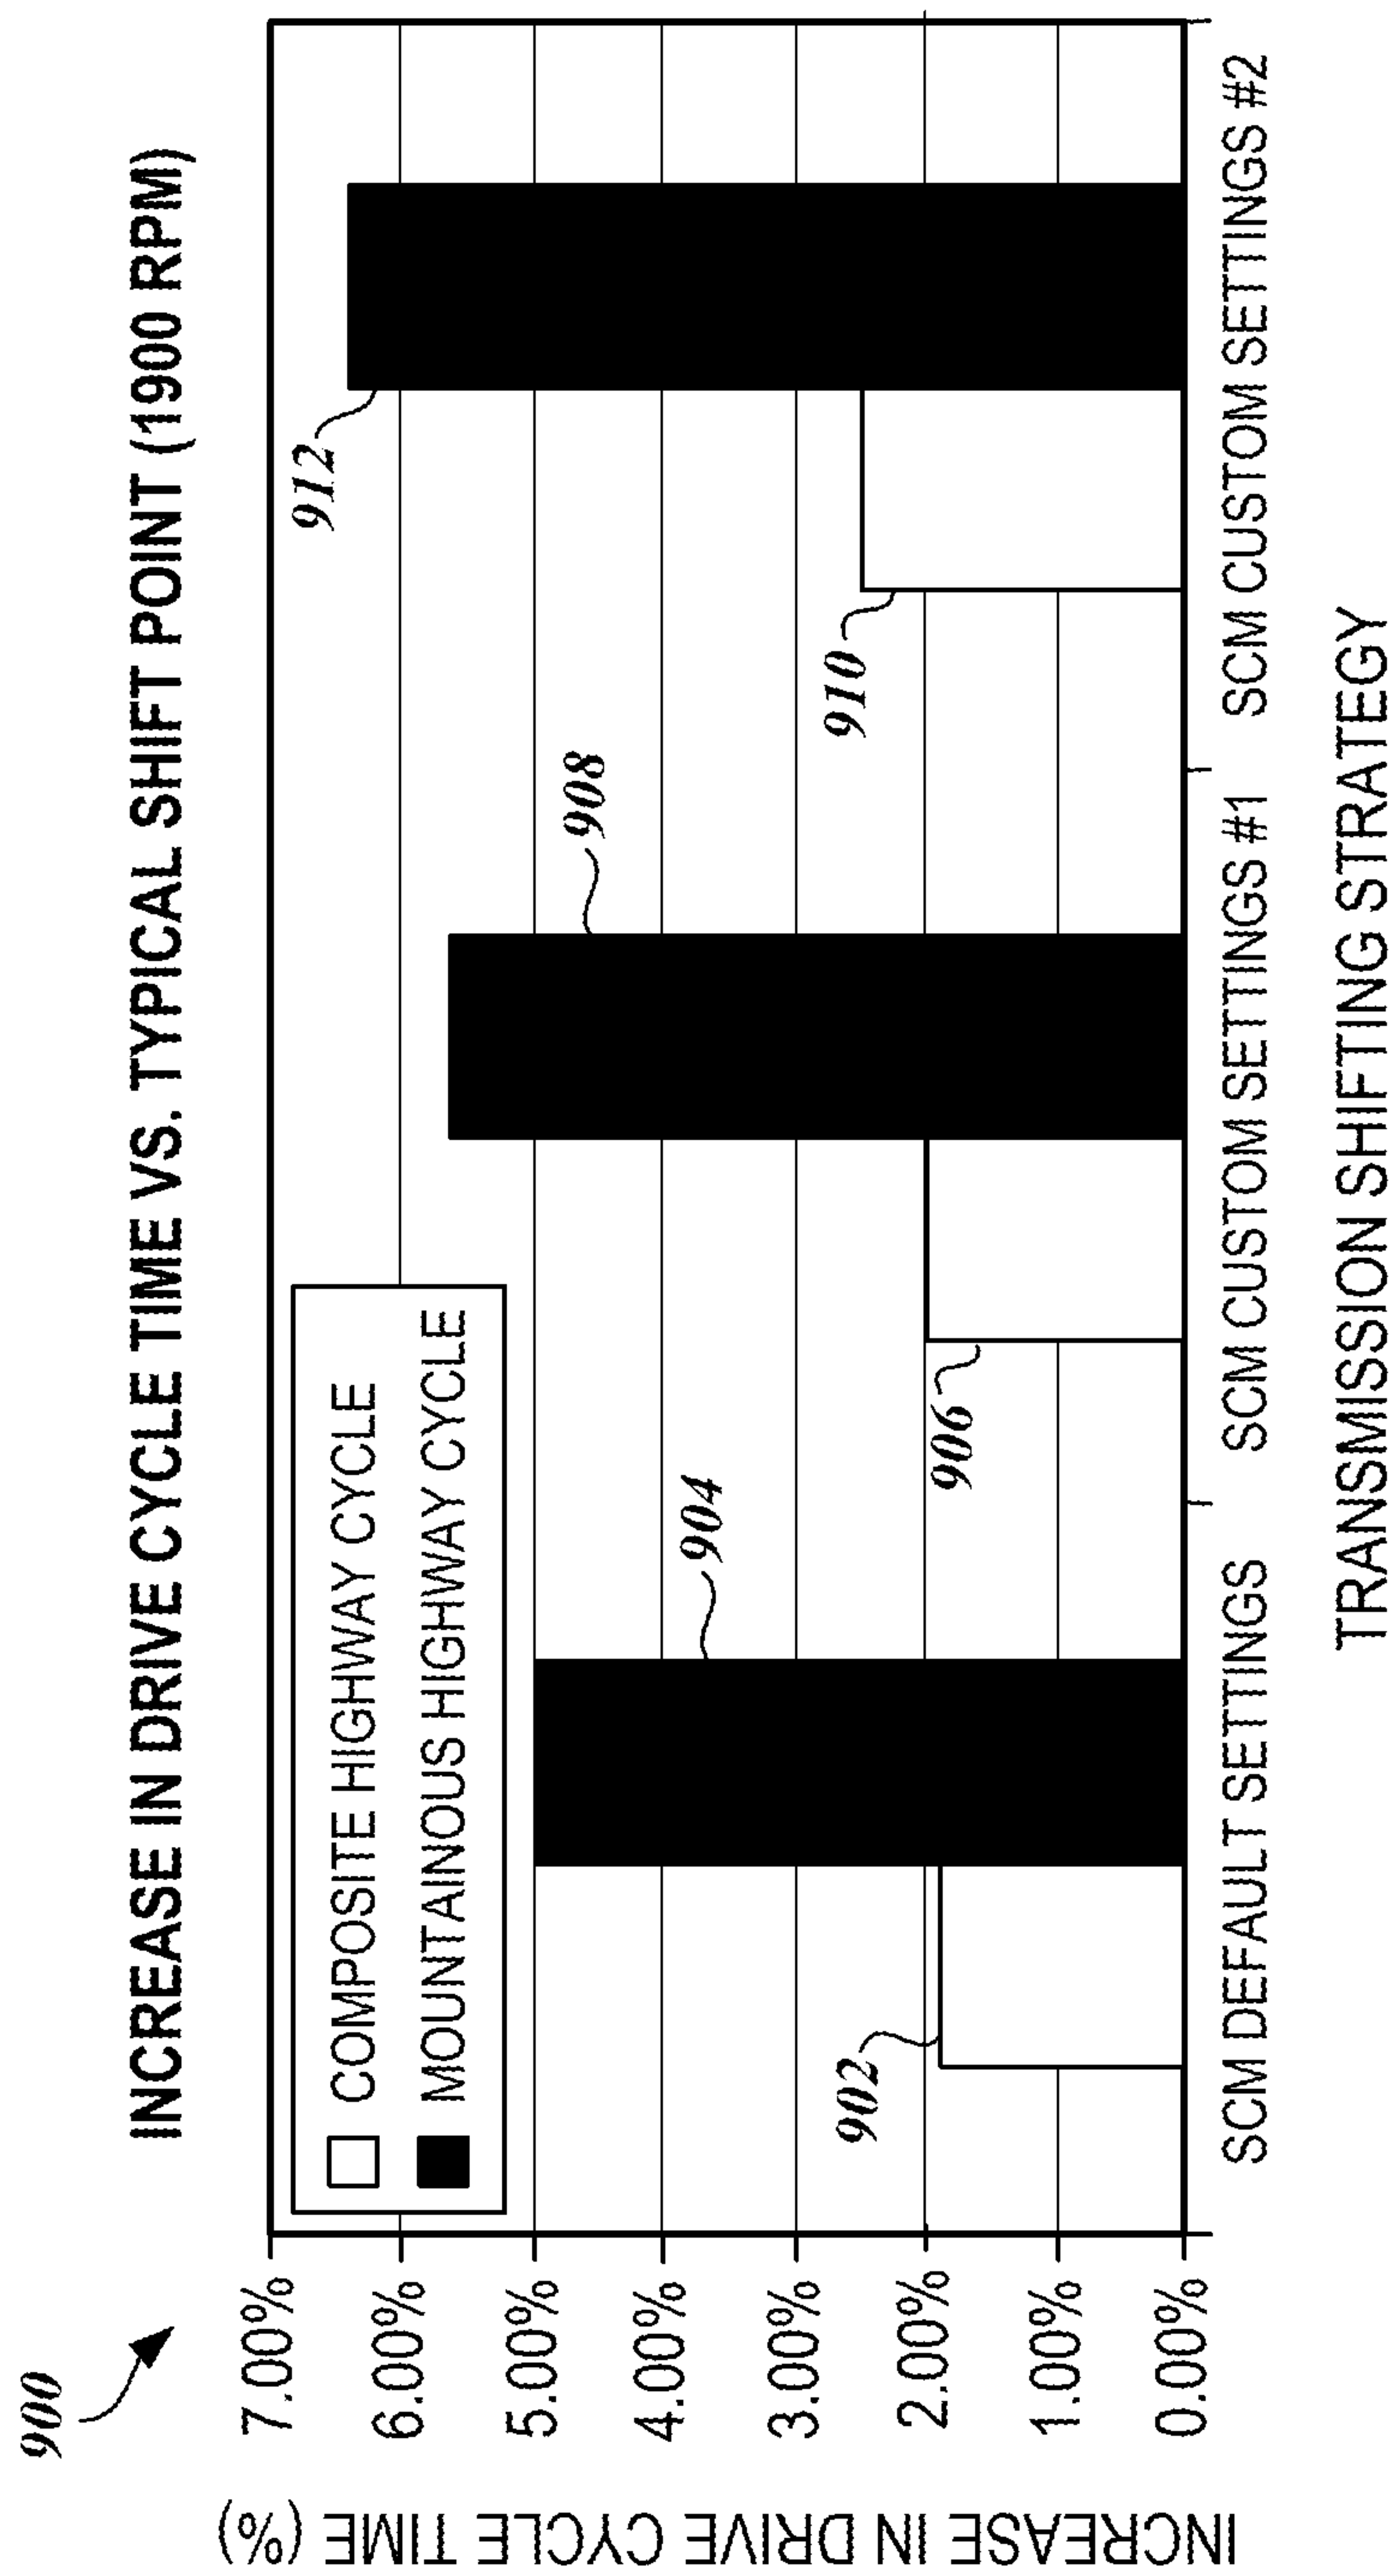 900
INCREASE IN DRIVE CYCLE TIME VS. TYPICAL SHIFT POINT (1900 RPM)
INCREASE IN DRIVE CYCLE TIME (%)
7.00%
6.00%
5.00%
4.00%
3.00%
2.00%
1.00%
0.00%
COMPOSITE HIGHWAY CYCLE
MOUNTAINOUS HIGHWAY CYCLE
902
904
906
908
910
912
SCM DEFAULT SETTINGS
SCM CUSTOM SETTINGS #1
SCM CUSTOM SETTINGS #2
TRANSMISSION SHIFTING STRATEGY